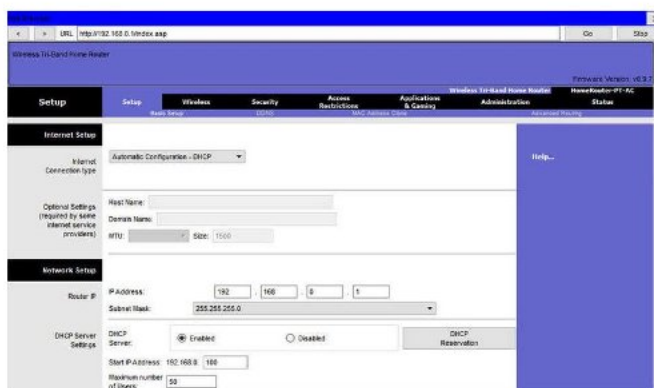 < > URL http://192.168.0.1/index.asp Go Stop
Wireless Tri-Band Home Router
Firmware Version: v0.9.7
Wireless Tri-Band Home Router HomeRouter-PT-AC
Setup
Setup Wireless Security Access Restrictions Applications & Gaming Administration Status
Basic Setup DDNS MAC Address Clone Advanced Routing
Internet Setup
Internet Connection type
Automatic Configuration - DHCP
Help...
Optional Settings
(required by some
internet service
providers)
Host Name:
Domain Name:
MTU: Size: 1500
Network Setup
Router IP
IP Address: 192 . 168 . 0 . 1
Subnet Mask: 255.255.255.0
DHCP Server Settings
DHCP Server: Enabled Disabled DHCP Reservation
Start IP Address: 192.168.0. 100
Maximum number of Users: 50